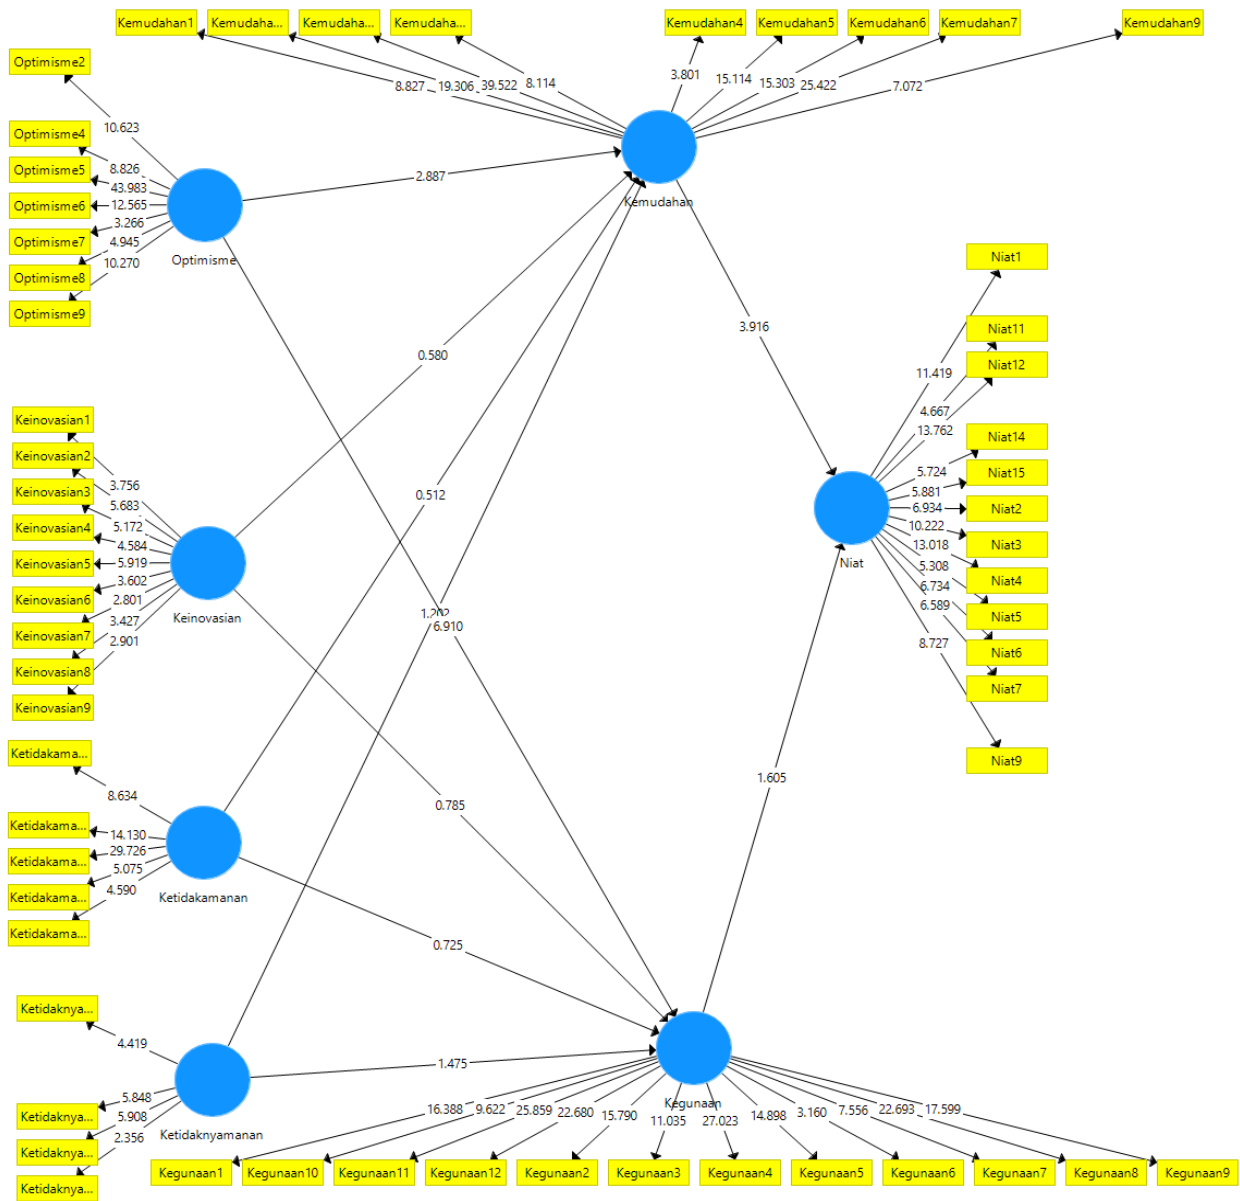 Kemudahan1
Kemudaha...
Kemudaha...
Kemudaha...
Kemudahan4
Kemudahan5
Kemudahan6
Kemudahan7
Kemudahan9
8.827
19.306
39.522
8.114
3.801
15.114
15.303
25.422
7.072
Kemudahan
Optimisme2
Optimisme4
Optimisme5
Optimisme6
Optimisme7
Optimisme8
Optimisme9
10.623
8.826
43.983
12.565
3.266
4.945
10.270
Optimisme
2.887
0.580
0.512
1.202
6.910
3.916
Keinovasian1
Keinovasian2
Keinovasian3
Keinovasian4
Keinovasian5
Keinovasian6
Keinovasian7
Keinovasian8
Keinovasian9
3.756
5.683
5.172
4.584
5.919
3.602
2.801
3.427
2.901
Keinovasian
Niat1
Niat11
Niat12
Niat14
Niat15
Niat2
Niat3
Niat4
Niat5
Niat6
Niat7
Niat9
11.419
4.667
13.762
5.724
5.881
6.934
10.222
13.018
5.308
6.734
6.589
8.727
Niat
Ketidakama...
Ketidakama...
Ketidakama...
Ketidakama...
Ketidakama...
8.634
14.130
29.726
5.075
4.590
Ketidakamanan
0.785
0.725
1.605
1.475
Ketidaknya...
Ketidaknya...
Ketidaknya...
Ketidaknya...
4.419
5.848
5.908
2.356
Ketidaknyamanan
Kegunaan
16.388
9.622
25.859
22.680
15.790
11.035
27.023
14.898
3.160
7.556
22.693
17.599
Kegunaan1
Kegunaan10
Kegunaan11
Kegunaan12
Kegunaan2
Kegunaan3
Kegunaan4
Kegunaan5
Kegunaan6
Kegunaan7
Kegunaan8
Kegunaan9